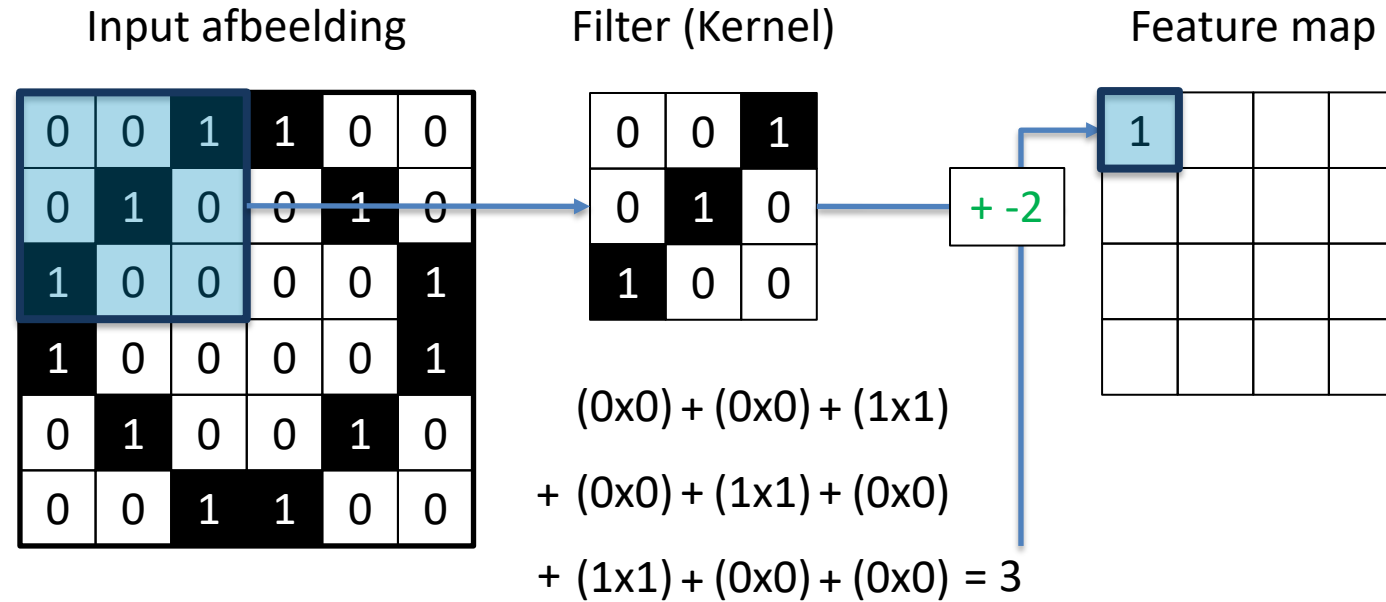 Input afbeelding
Filter (Kernel)
Feature map
0 0 1 1 0 0
0 1 0 0 1 0
1 0 0 0 0 1
1 0 0 0 0 1
0 1 0 0 1 0
0 0 1 1 0 0
0 0 1
0 1 0
1 0 0
+ -2
1
(0x0) + (0x0) + (1x1)
+ (0x0) + (1x1) + (0x0)
+ (1x1) + (0x0) + (0x0) = 3